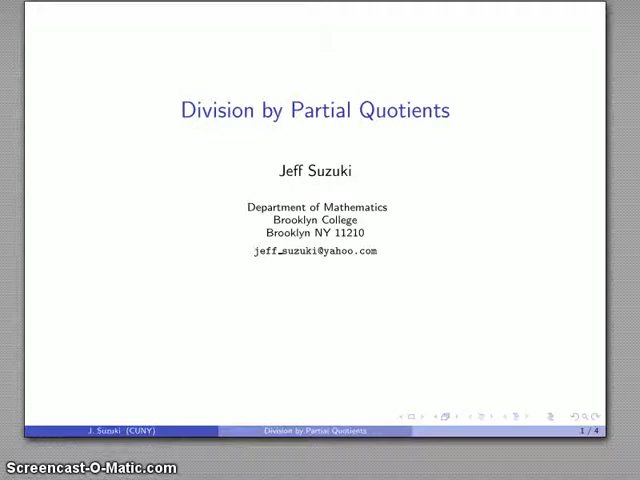 Division by Partial Quotients
Jeff Suzuki
Department of Mathematics
Brooklyn College
Brooklyn NY 11210
jeff_suzuki@yahoo.com
J. Suzuki (CUNY)
Division by Partial Quotients
1 / 4
Screencast-O-Matic.com